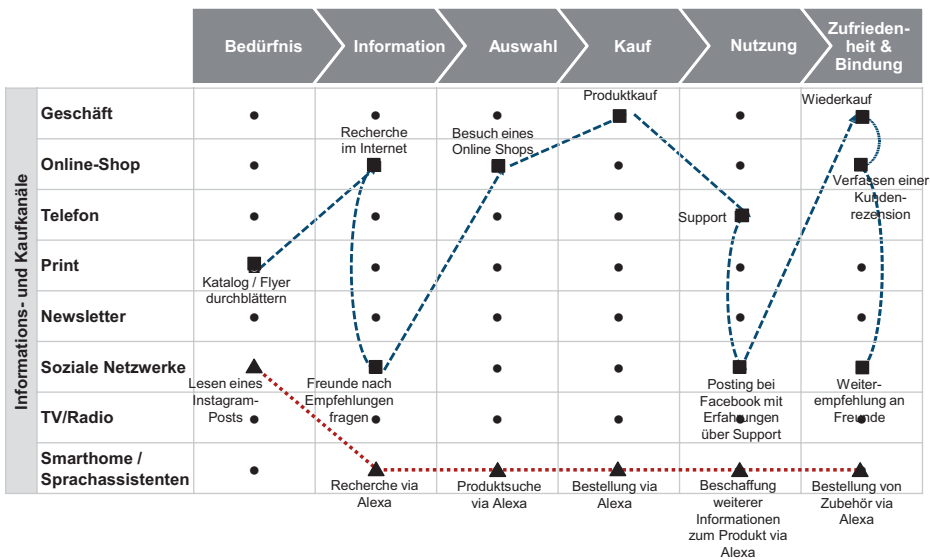 Bedürfnis
Information
Auswahl
Kauf
Nutzung
Zufrieden-
heit &
Bindung
Informations- und Kaufkanäle
Geschäft
Produktkauf
Wiederkauf
Recherche
im Internet
Besuch eines
Online Shops
Online-Shop
Verfassen einer
Kunden-
rezension
Telefon
Support
Print
Katalog / Flyer
durchblättern
Newsletter
Soziale Netzwerke
Lesen eines
Instagram-
Posts
Freunde nach
Empfehlungen
fragen
Posting bei
Facebook mit
Erfahrungen
über Support
Weiter-
empfehlung an
Freunde
TV/Radio
Smarthome /
Sprachassistenten
Recherche via
Alexa
Produktsuche
via Alexa
Bestellung via
Alexa
Beschaffung
weiterer
Informationen
zum Produkt via
Alexa
Bestellung von
Zubehör via
Alexa